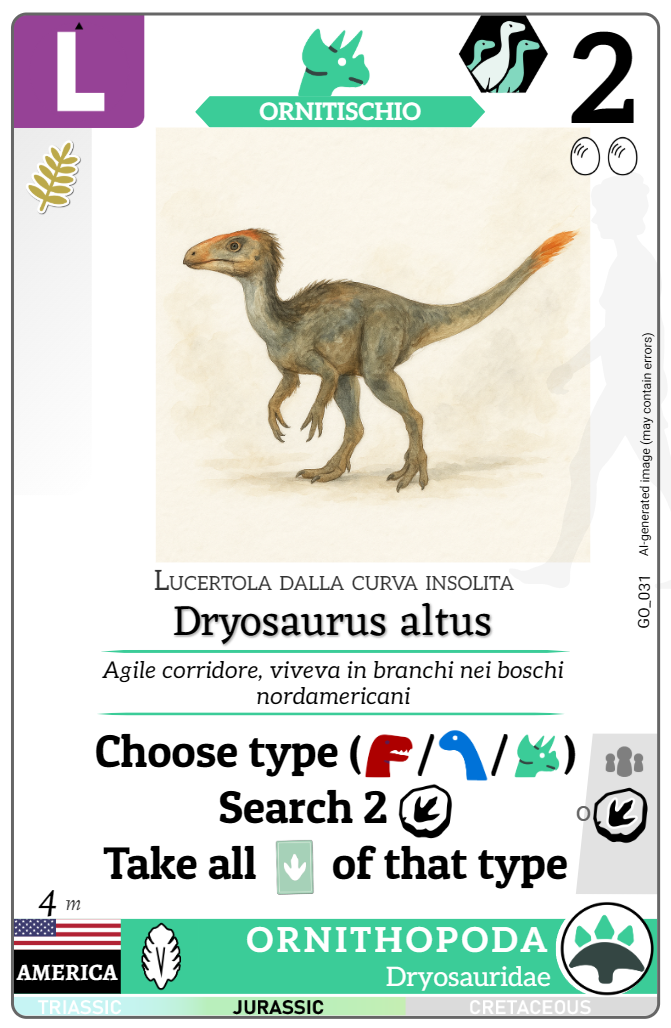 L
ORNITISCHIO
2
AI-generated image (may contain errors)
GO_031
Lucertola dalla curva insolita
Dryosaurus altus
Agile corridore, viveva in branchi nei boschi
nordamericani
Choose type ( / / )
Search 2
o
Take all of that type
4 m
AMERICA
ORNITHOPODA
Dryosauridae
TRIASSIC JURASSIC CRETACEOUS